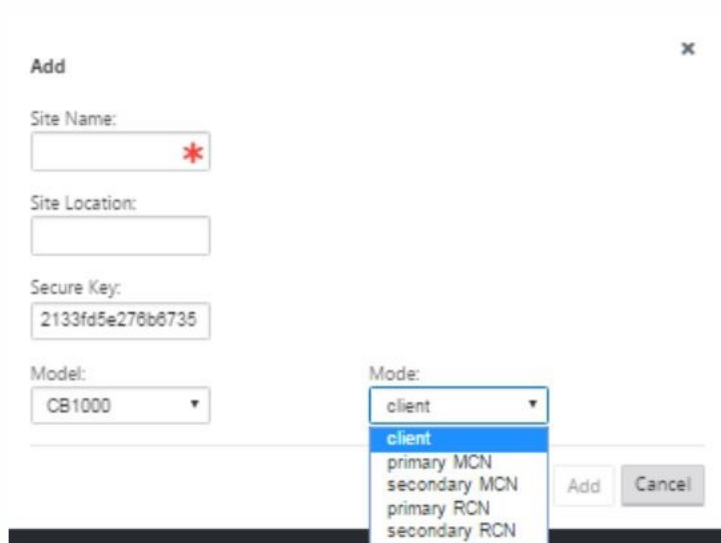 Add
×
Site Name:
*
Site Location:
Secure Key:
2133fd5e276b6735
Model:
Mode:
CB1000
client
client
primary MCN
secondary MCN
primary RCN
secondary RCN
Add
Cancel